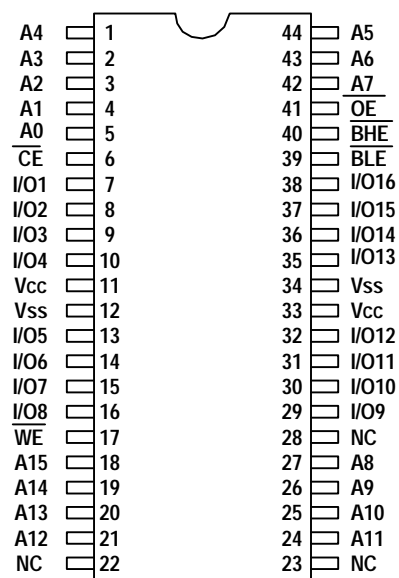 A4 1 44 A5
A3 2 43 A6
A2 3 42 A7
A1 4 41 OE
A0 5 40 BHE
CE 6 39 BLE
I/O1 7 38 I/O16
I/O2 8 37 I/O15
I/O3 9 36 I/O14
I/O4 10 35 I/O13
Vcc 11 34 Vss
Vss 12 33 Vcc
I/O5 13 32 I/O12
I/O6 14 31 I/O11
I/O7 15 30 I/O10
I/O8 16 29 I/O9
WE 17 28 NC
A15 18 27 A8
A14 19 26 A9
A13 20 25 A10
A12 21 24 A11
NC 22 23 NC